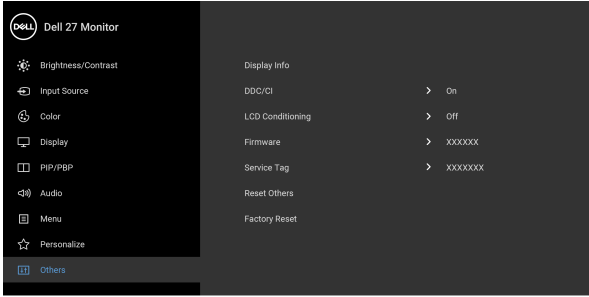 DELL Dell 27 Monitor
Brightness/Contrast
Input Source
Color
Display
PIP/PBP
Audio
Menu
Personalize
Others
Display Info
DDC/CI > On
LCD Conditioning > Off
Firmware > XXXXXX
Service Tag > XXXXXXX
Reset Others
Factory Reset